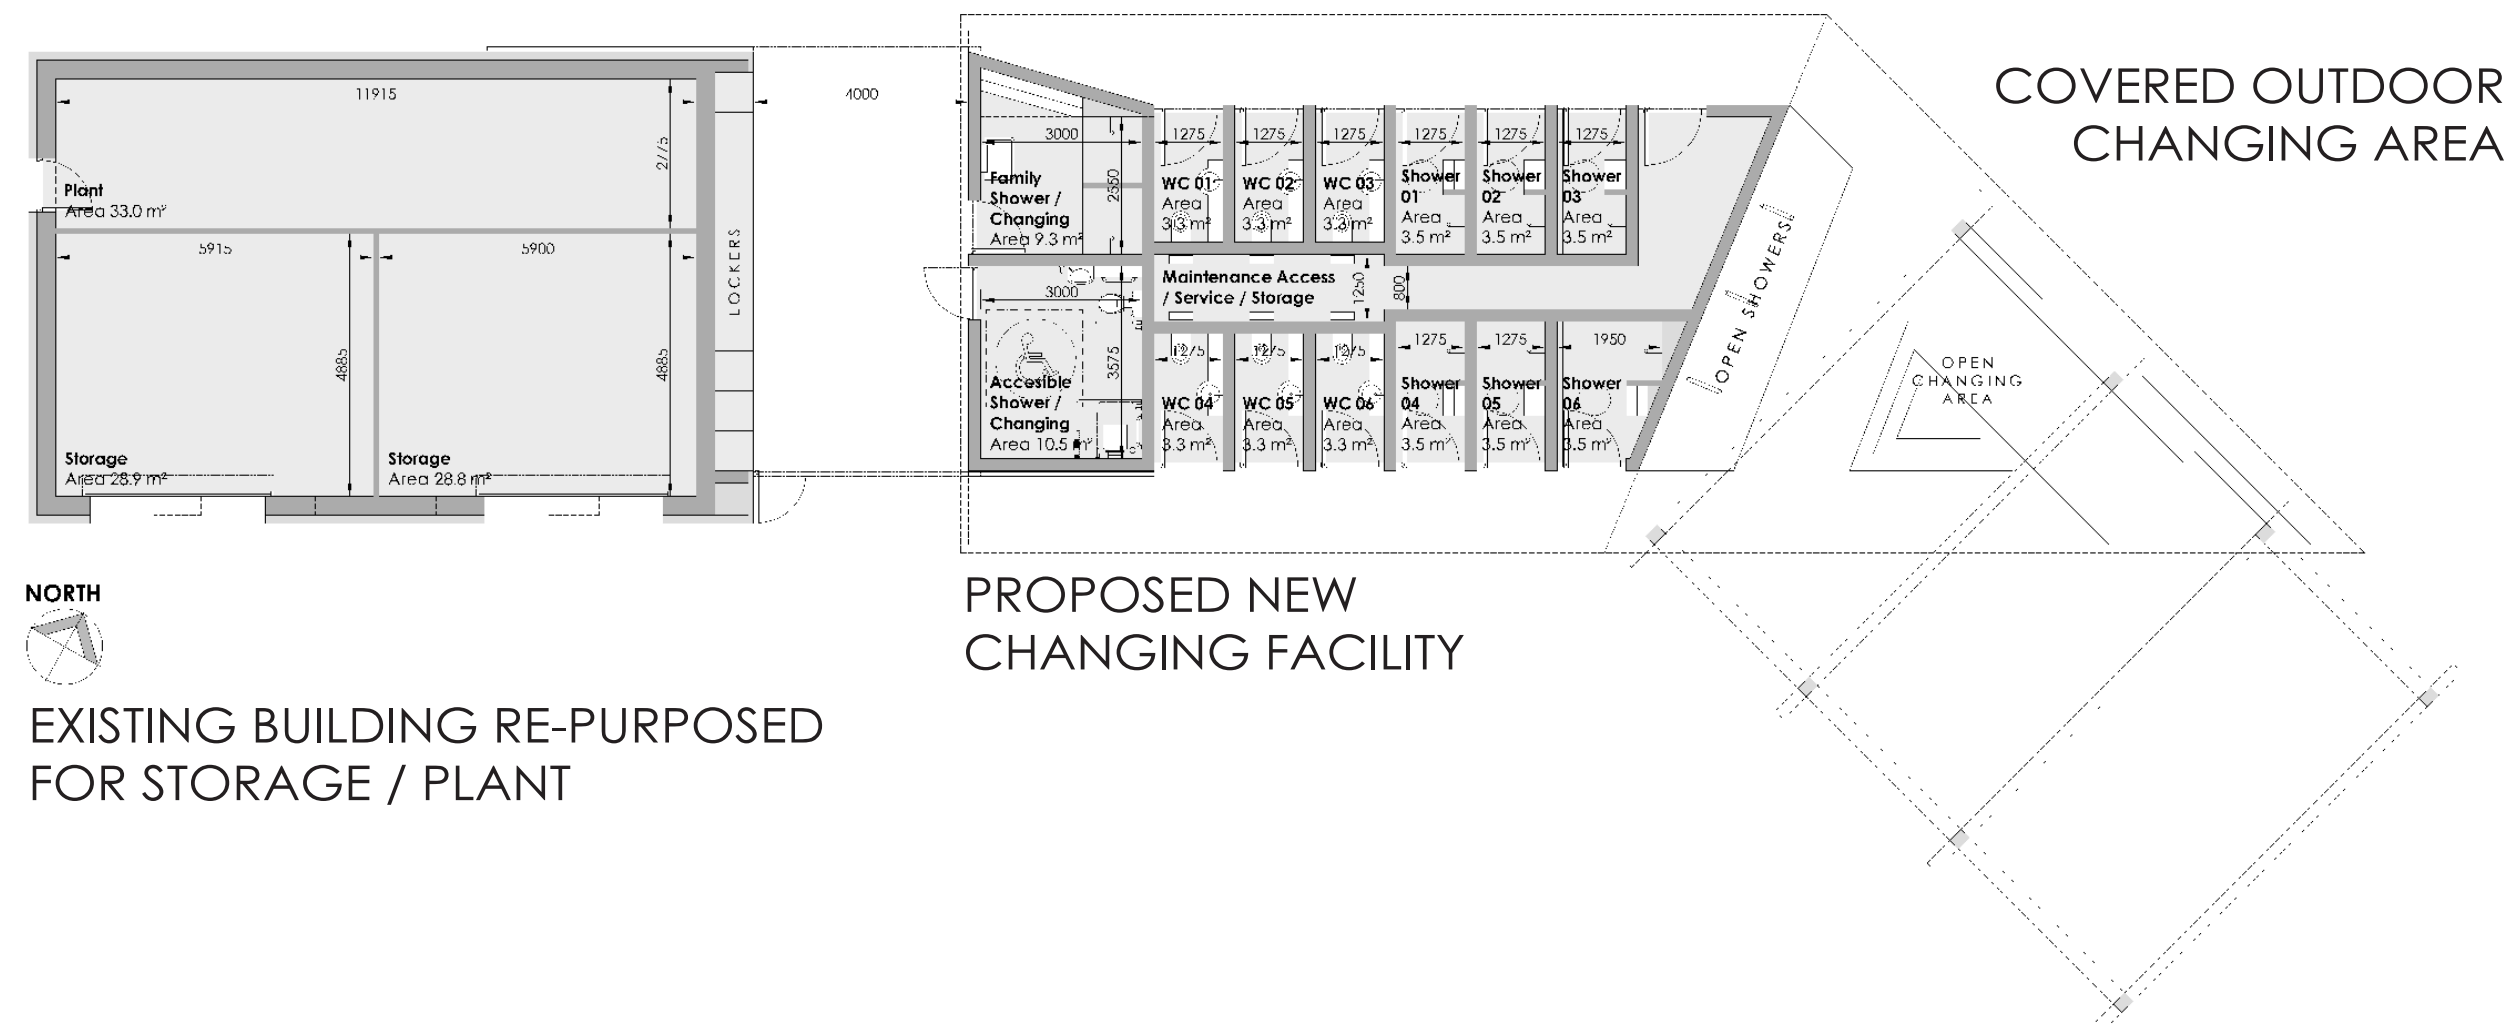 COVERED OUTDOOR
CHANGING AREA
11915
2775
Plant
Area 33.0 m²
5915
5900
4885
4885
Storage
Area 28.9 m²
Storage
Area 28.8 m²
LOCKERS
4000
3000
2550
Family
Shower /
Changing
Area 9.3 m²
3000
3575
Accesible
Shower /
Changing
Area 10.5 m²
1275
1275
1275
1275
1275
1275
WC 01
Area
3.3 m²
WC 02
Area
3.3 m²
WC 03
Area
3.3 m²
Shower
01
Area
3.5 m²
Shower
02
Area
3.5 m²
Shower
03
Area
3.5 m²
Maintenance Access
/ Service / Storage
1250
800
1275
1275
1275
1275
1275
1950
WC 04
Area
3.3 m²
WC 05
Area
3.3 m²
WC 06
Area
3.3 m²
Shower
04
Area
3.5 m²
Shower
05
Area
3.5 m²
Shower
06
Area
3.5 m²
OPEN SHOWERS
OPEN
CHANGING
AREA
PROPOSED NEW
CHANGING FACILITY
NORTH
EXISTING BUILDING RE-PURPOSED
FOR STORAGE / PLANT